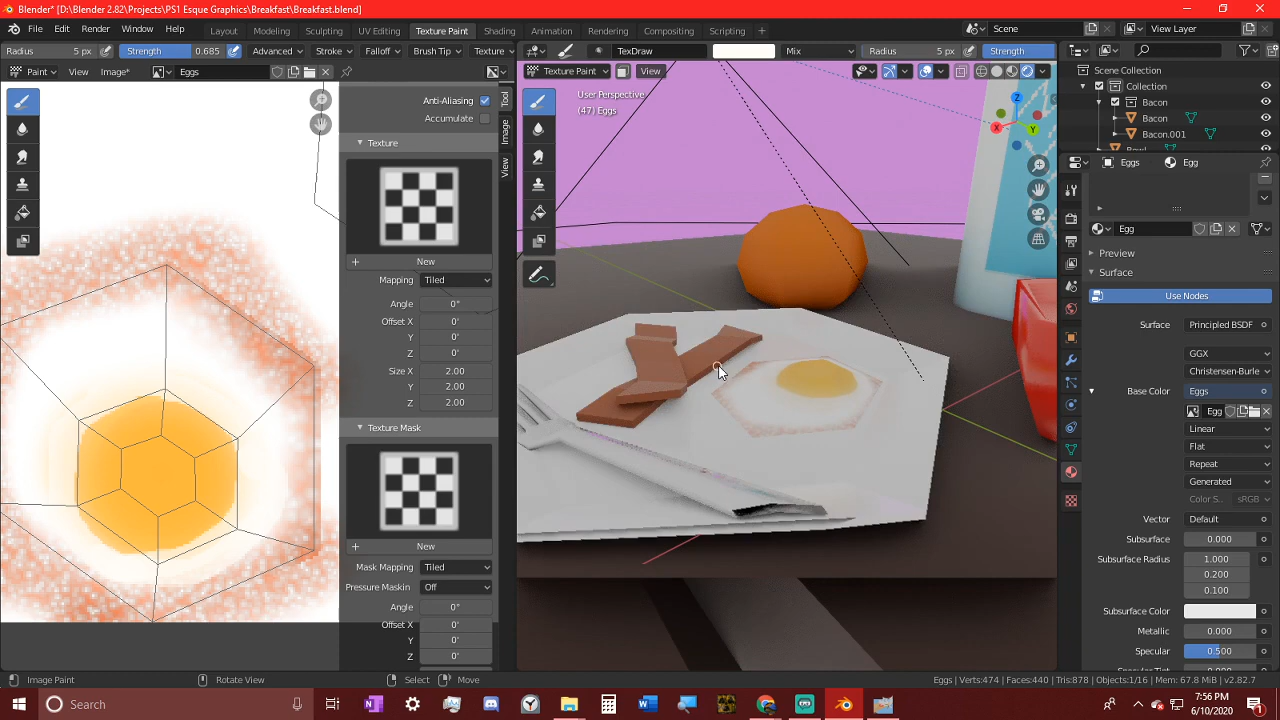 Blender* [D:\Blender 2.82\Projects\PS1 Esque Graphics\Breakfast\Breakfast.blend]
File Edit Render Window Help Layout Modeling Sculpting UV Editing Texture Paint Shading Animation Rendering Compositing Scripting + Scene View Layer
Radius 5 px Strength 0.685 Advanced Stroke Falloff Brush Tip Texture TexDraw Mix Radius 5 px Strength
Paint View Image* Eggs Texture Paint View
User Perspective
(47) Eggs
Anti-Aliasing
Accumulate
Texture
+ New
Mapping Tiled
Angle 0°
Offset X 0'
Y 0'
Z 0'
Size X 2.00
Y 2.00
Z 2.00
Texture Mask
+ New
Mask Mapping Tiled
Pressure Maskin Off
Angle 0°
Offset X 0'
Y 0'
Z 0'
Tool
Image
View
X Y Z
Scene Collection
Collection
Bacon
Bacon
Bacon.001
Bowl
Eggs Egg
Egg
Preview
Surface
Use Nodes
Surface Principled BSDF
GGX
Christensen-Burle
Base Color Eggs
Egg
Linear
Flat
Repeat
Generated
Color S.. sRGB
Vector Default
Subsurface 0.000
Subsurface Radius 1.000
0.200
0.100
Subsurface Color
Metallic 0.000
Specular 0.500
Image Paint Rotate View Select Move Eggs | Verts:474 | Faces:440 | Tris:878 | Objects:1/16 | Mem: 67.8 MiB | v2.82.7
Search
7:56 PM
6/10/2020